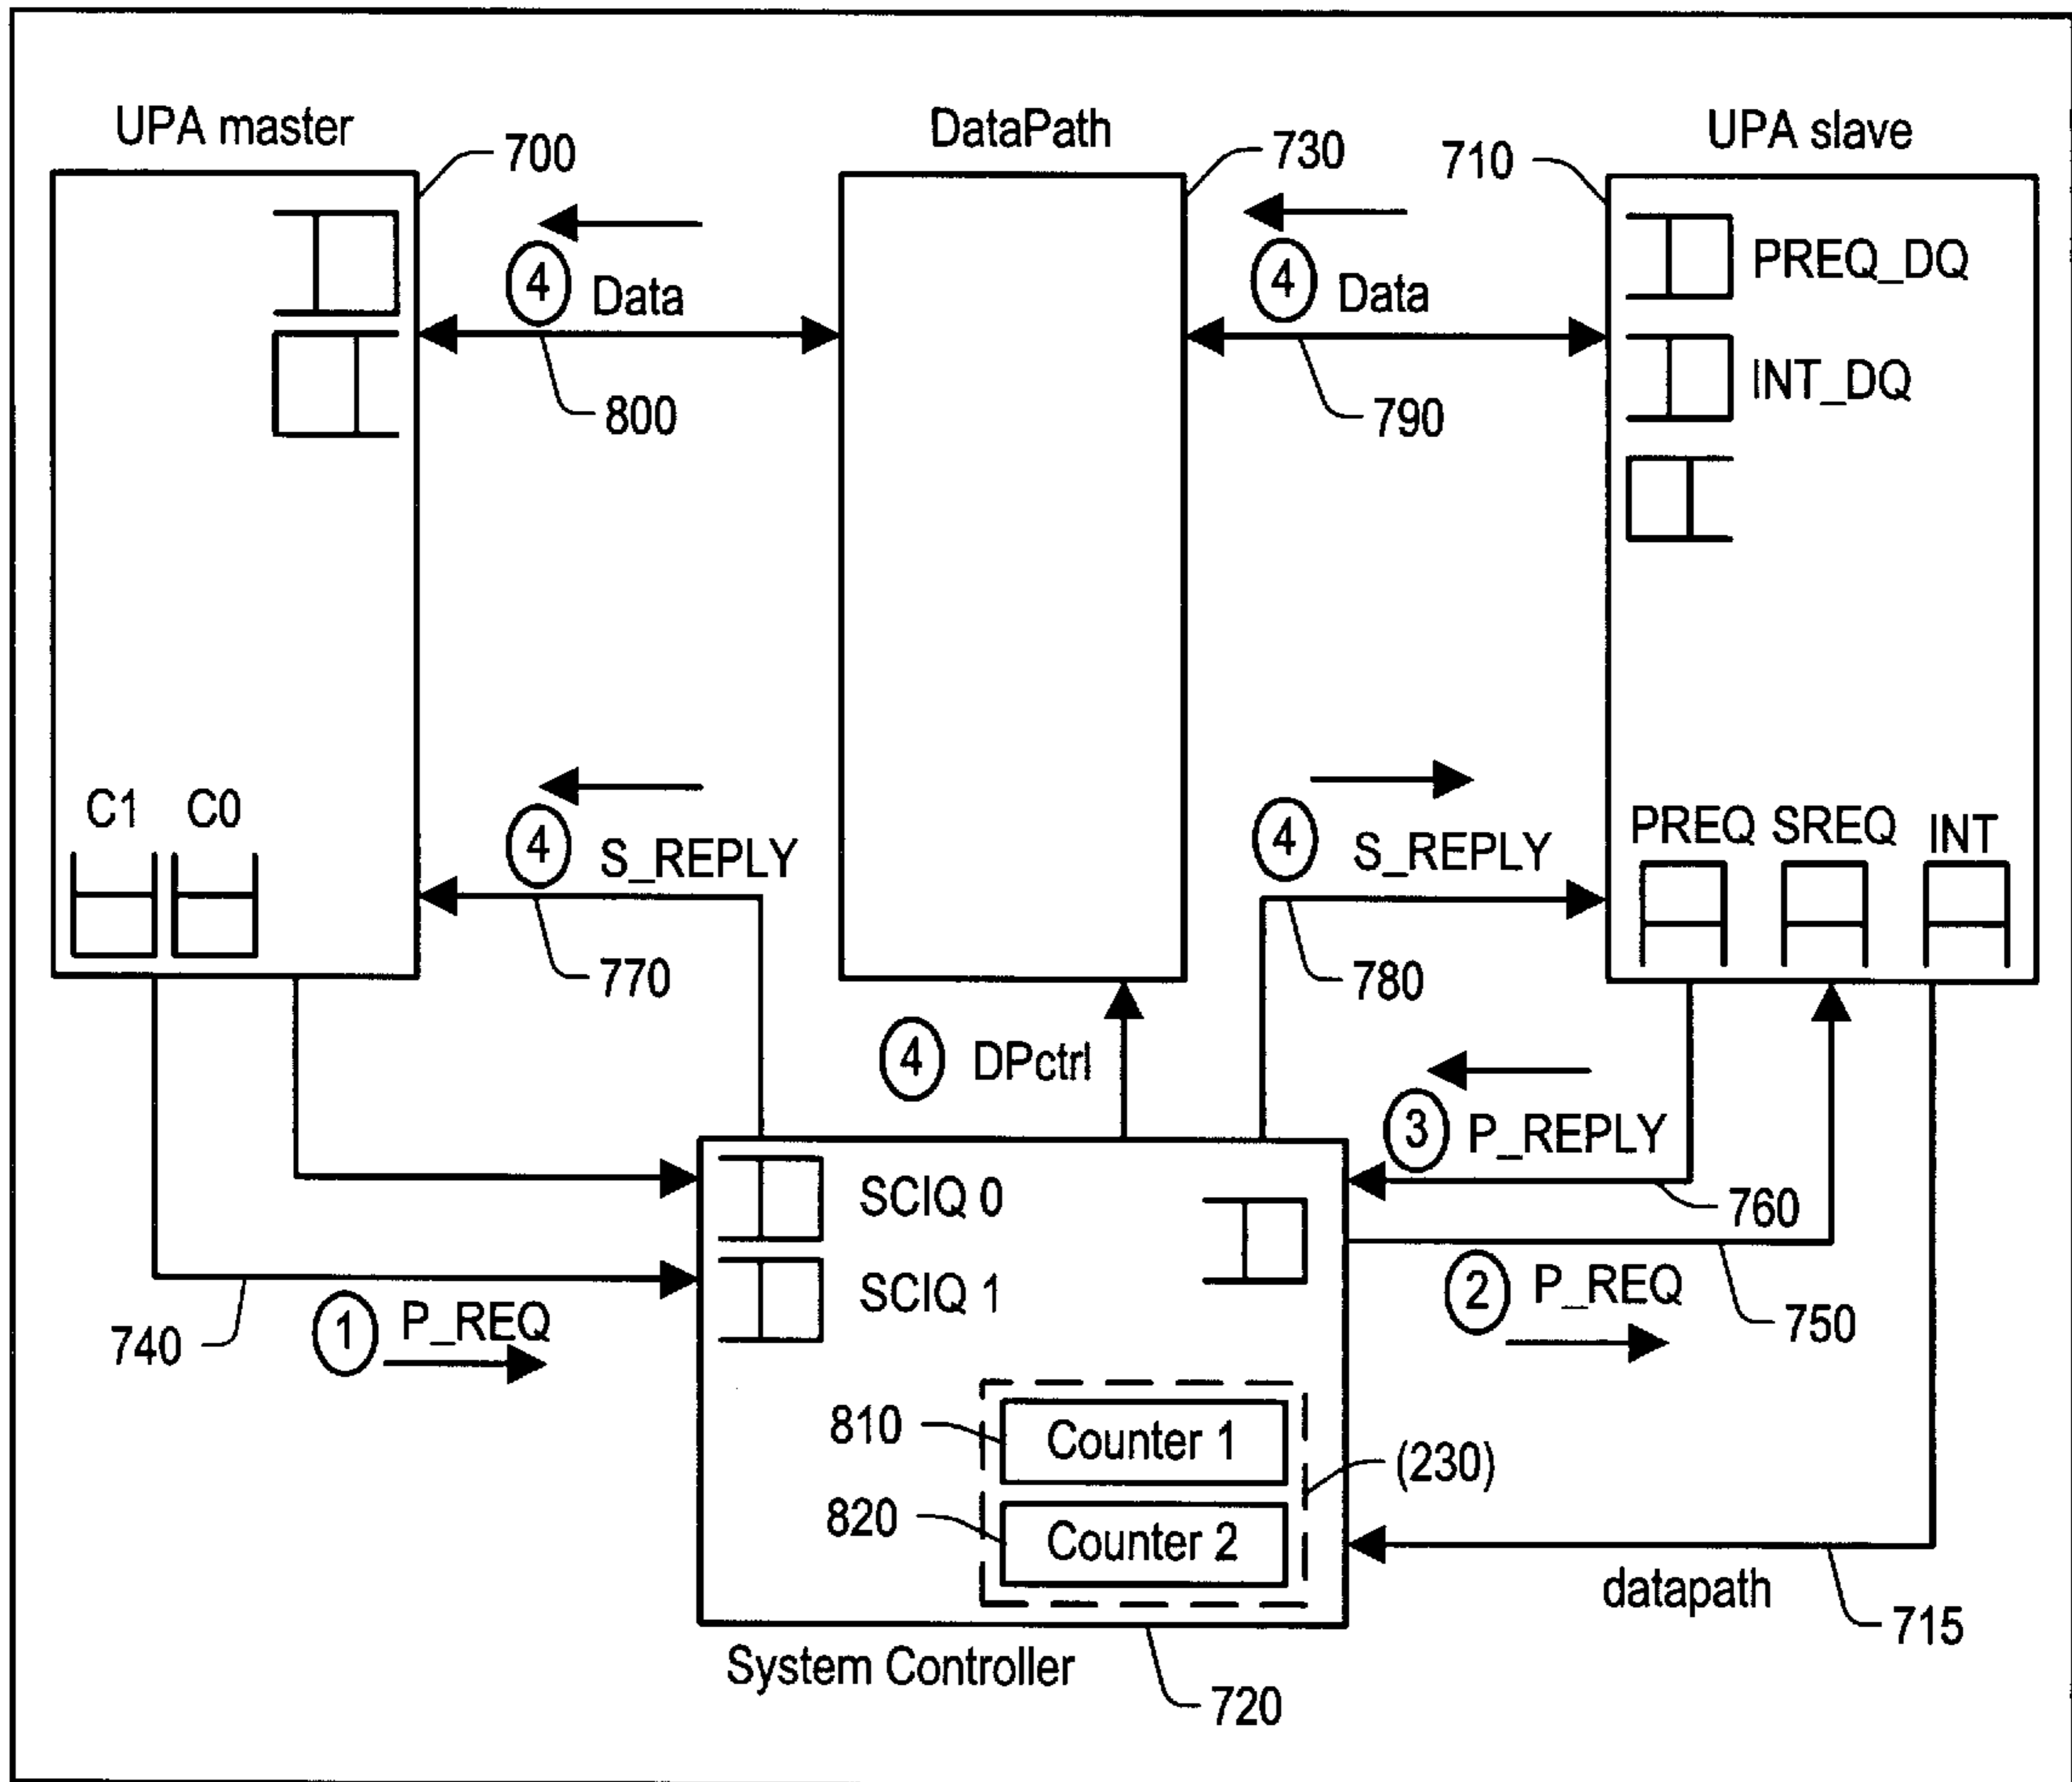 UPA master
DataPath
UPA slave
700
730
710
4 Data
4 Data
PREQ_DQ
INT_DQ
800
790
C1
C0
4 S_REPLY
4 S_REPLY
PREQ
SREQ
INT
770
780
4 DPctrl
3 P_REPLY
SCIQ 0
760
SCIQ 1
2 P_REQ
750
740
1 P_REQ
810
Counter 1
(230)
820
Counter 2
datapath
715
System Controller
720